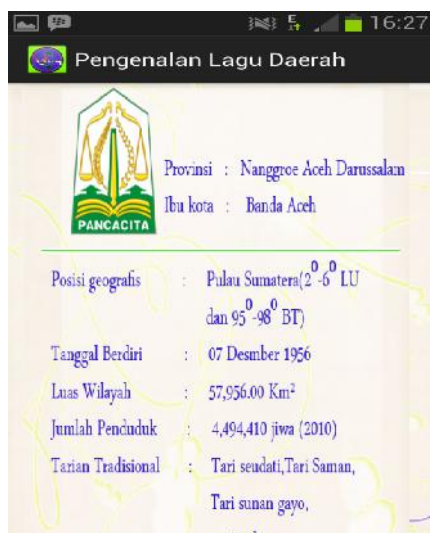 16:27
Pengenalan Lagu Daerah
PANCACITA
Provinsi : Nanggroe Aceh Darussalam
Ibu kota : Banda Aceh
Posisi geografis : Pulau Sumatera(2⁰-6⁰ LU
dan 95⁰-98⁰ BT)
Tanggal Berdiri : 07 Desmber 1956
Luas Wilayah : 57,956.00 Km²
Jumlah Penduduk : 4,494,410 jiwa (2010)
Tarian Tradisional : Tari seudati,Tari Saman,
Tari sunan gayo,